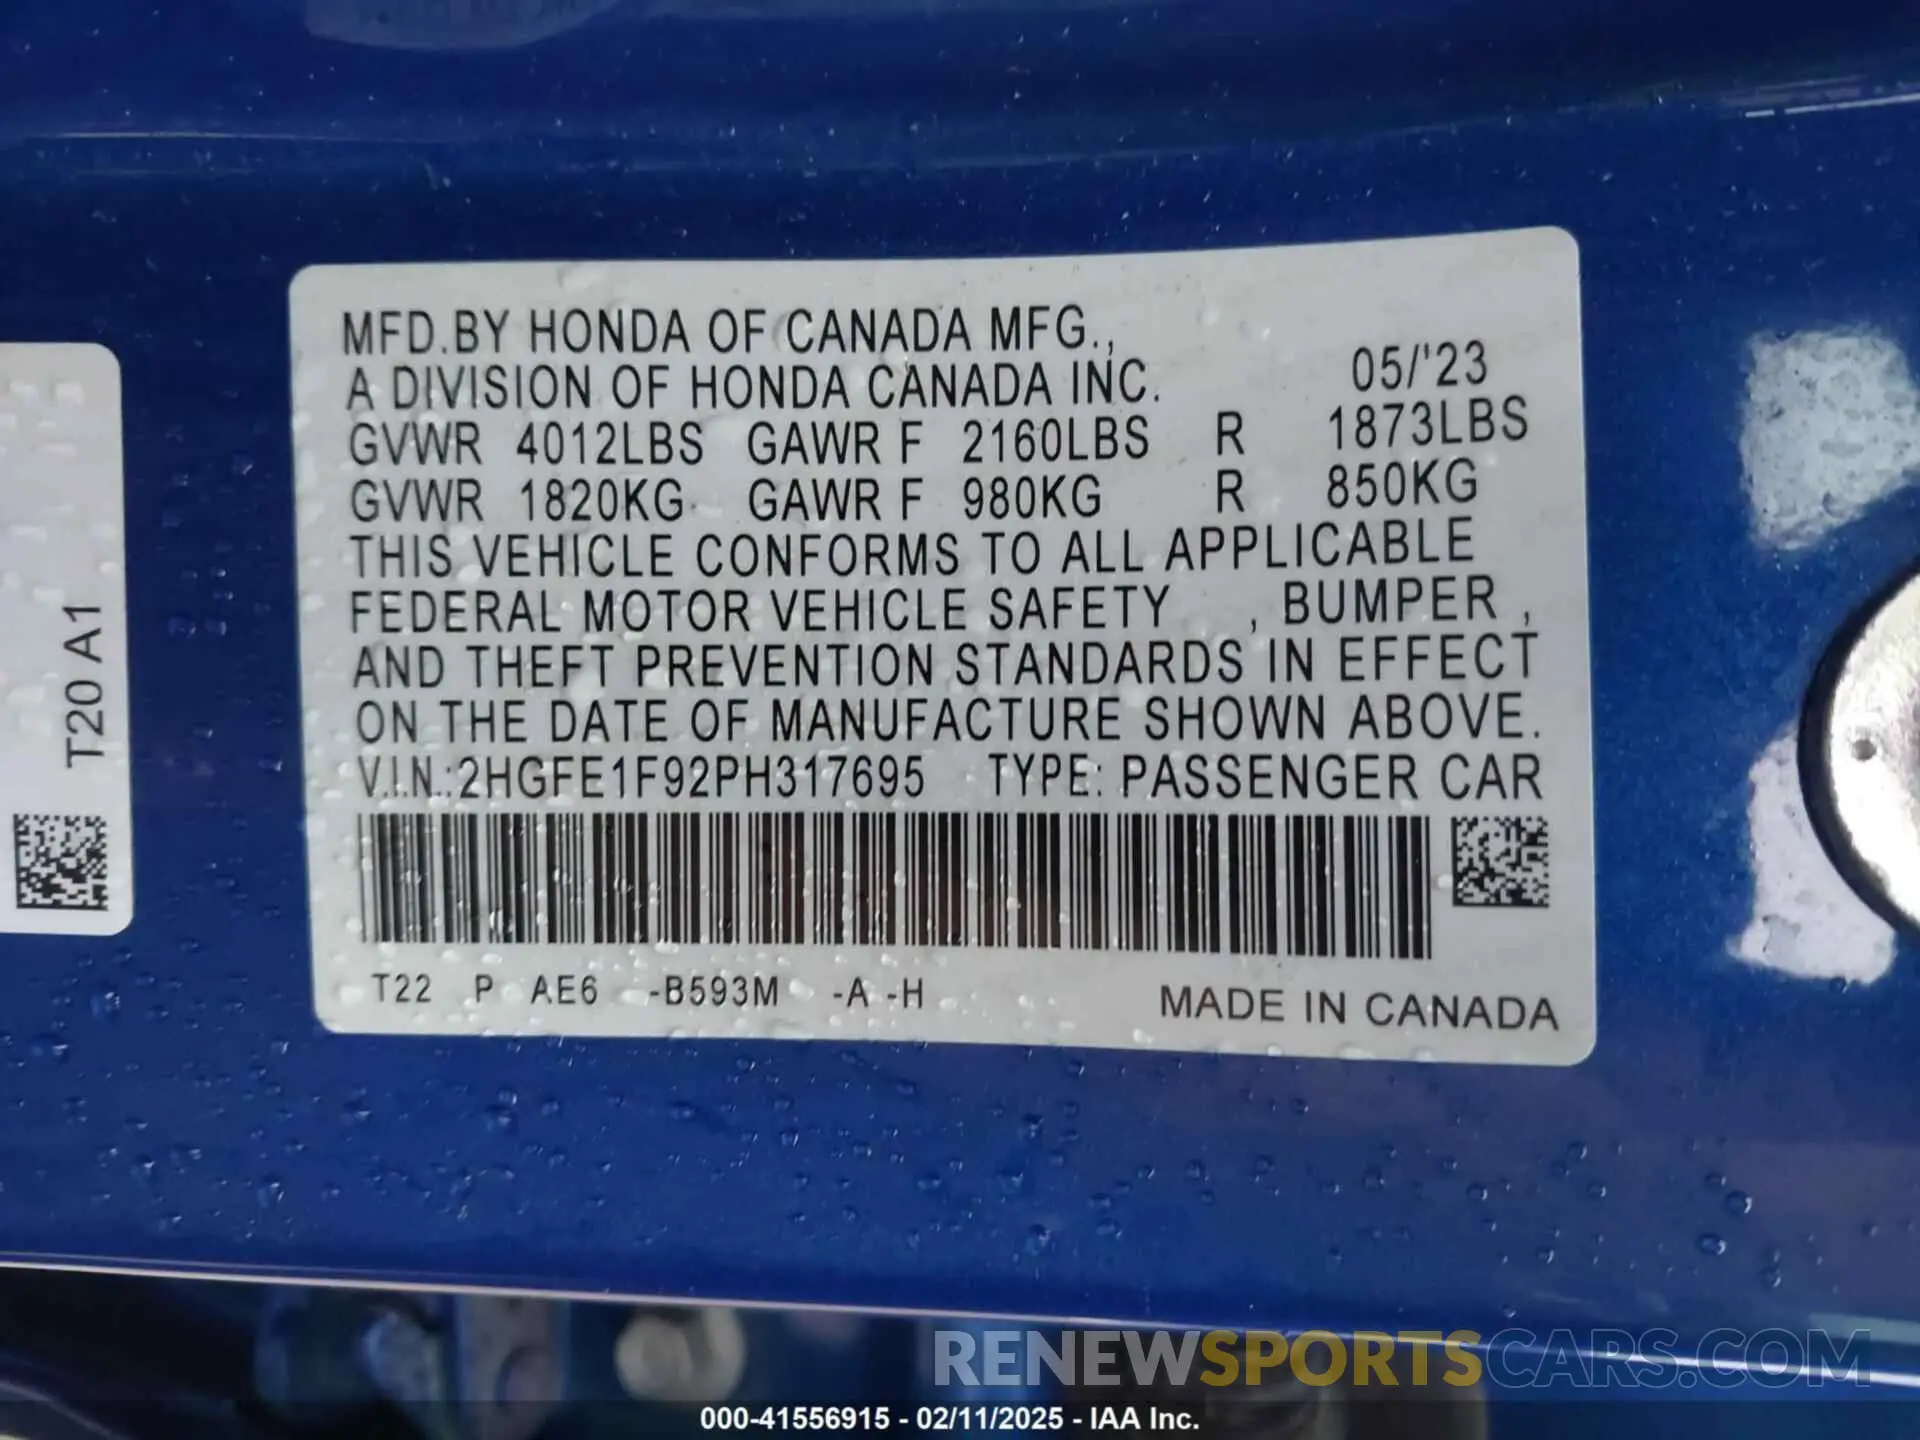 MFD.BY HONDA OF CANADA MFG.,
A DIVISION OF HONDA CANADA INC. 05/'23
GVWR 4012LBS GAWR F 2160LBS R 1873LBS
GVWR 1820KG GAWR F 980KG R 850KG
THIS VEHICLE CONFORMS TO ALL APPLICABLE
FEDERAL MOTOR VEHICLE SAFETY , BUMPER ,
AND THEFT PREVENTION STANDARDS IN EFFECT
ON THE DATE OF MANUFACTURE SHOWN ABOVE.
V.I.N.:2HGFE1F92PH317695 TYPE: PASSENGER CAR
T22 P AE6 -B593M -A -H MADE IN CANADA
T20 A1
RENEWSPORTSCARS.COM
000-41556915 - 02/11/2025 - IAA Inc.